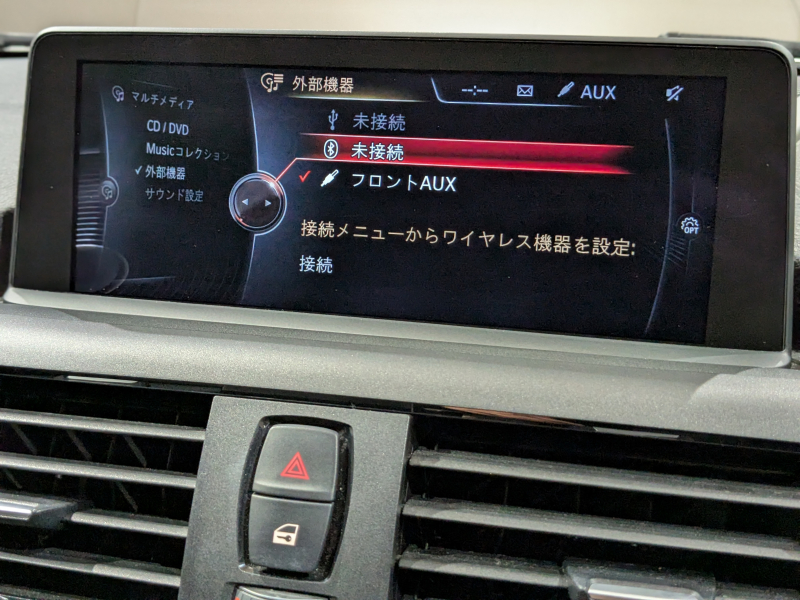 マルチメディア
CD / DVD
Musicコレクション
外部機器
サウンド設定
外部機器
--:-- AUX
未接続
未接続
フロントAUX
接続メニューからワイヤレス機器を設定:
接続
OPT